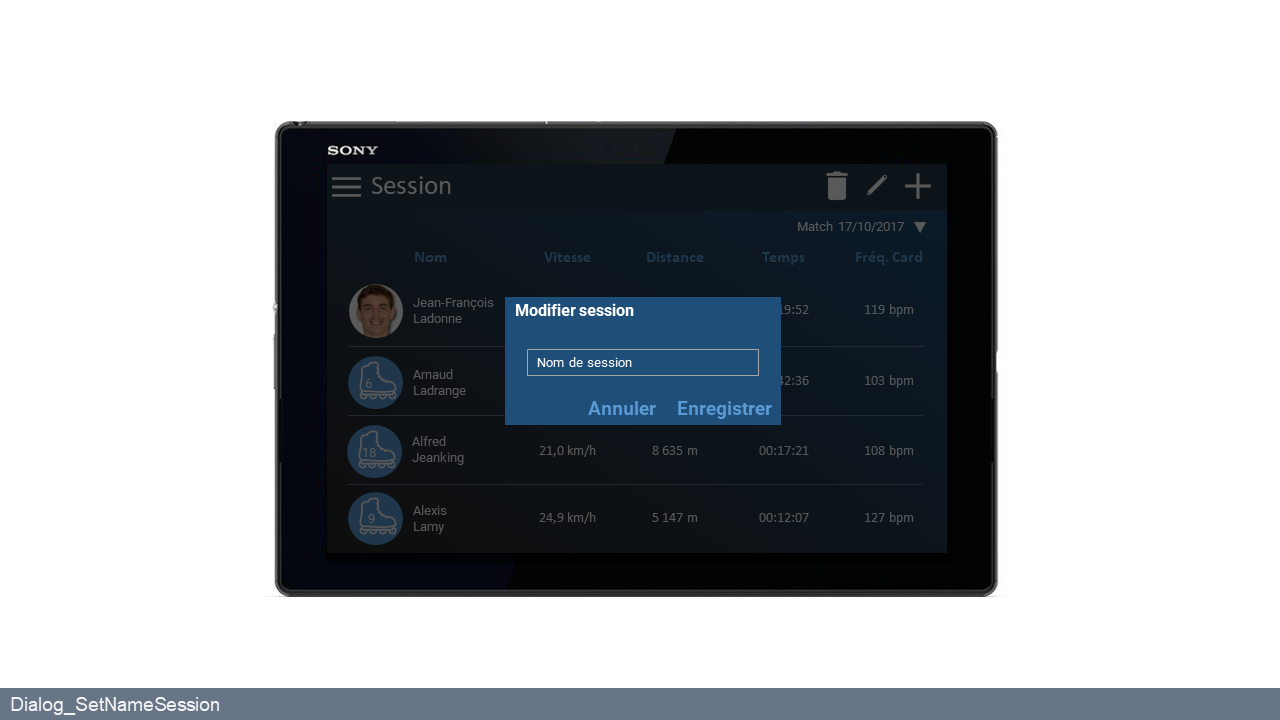 SONY
Session
Match 17/10/2017
Nom Vitesse Distance Temps Fréq. Card
Jean-François
Ladonne
19:52 119 bpm
Modifier session
Nom de session
Annuler Enregistrer
6
Arnaud
Ladrange
42:36 103 bpm
18
Alfred
Jeanking
21,0 km/h 8 635 m 00:17:21 108 bpm
9
Alexis
Lamy
24,9 km/h 5 147 m 00:12:07 127 bpm
Dialog_SetNameSession